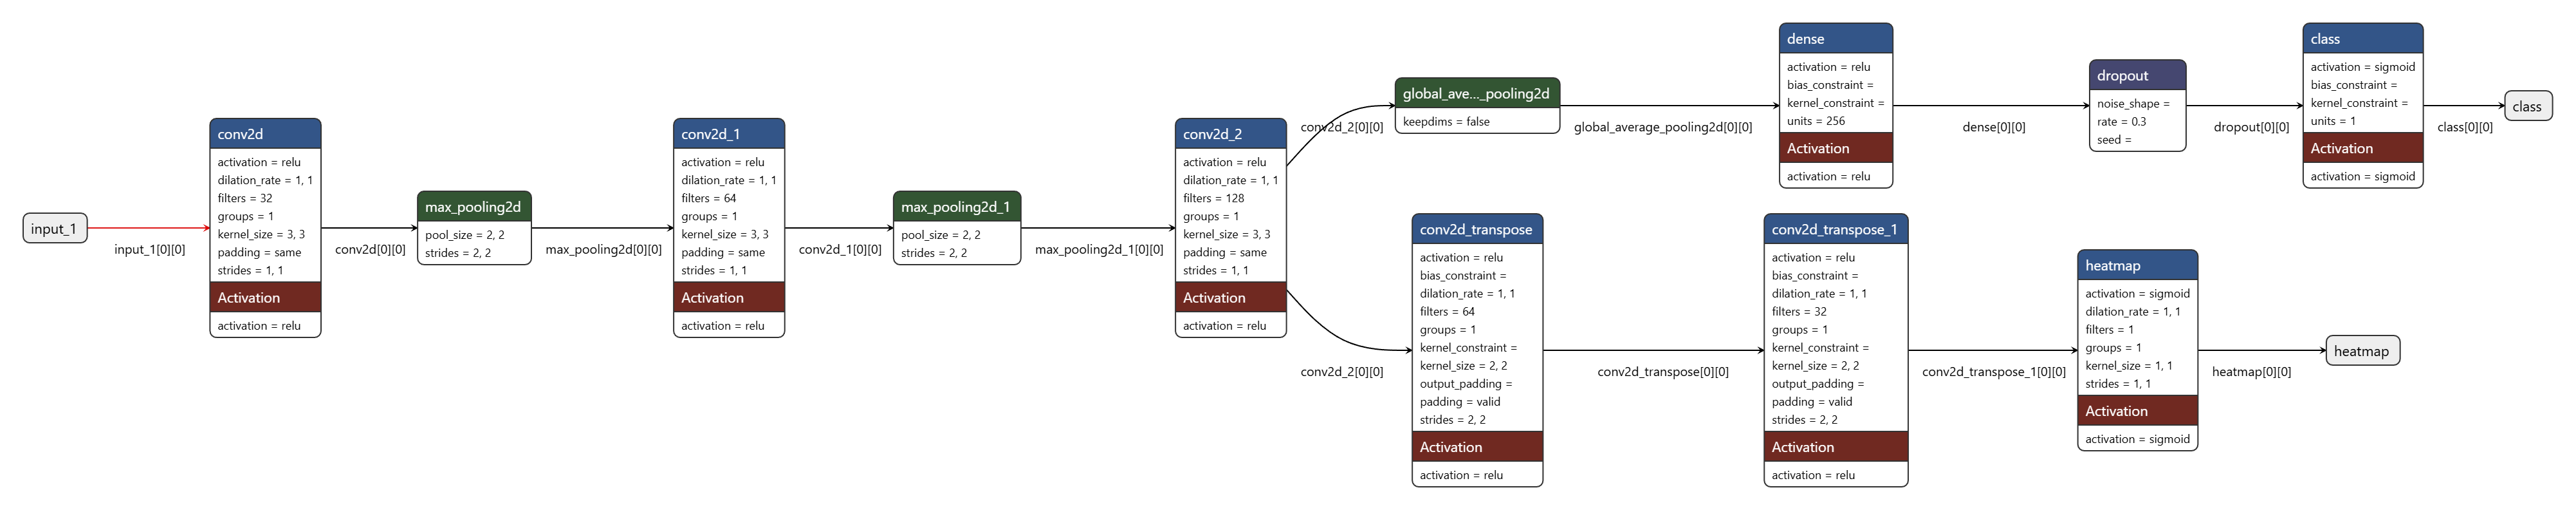 input_1
input_1[0][0]
conv2d
activation = relu
dilation_rate = 1, 1
filters = 32
groups = 1
kernel_size = 3, 3
padding = same
strides = 1, 1
Activation
activation = relu
conv2d[0][0]
max_pooling2d
pool_size = 2, 2
strides = 2, 2
max_pooling2d[0][0]
conv2d_1
activation = relu
dilation_rate = 1, 1
filters = 64
groups = 1
kernel_size = 3, 3
padding = same
strides = 1, 1
Activation
activation = relu
conv2d_1[0][0]
max_pooling2d_1
pool_size = 2, 2
strides = 2, 2
max_pooling2d_1[0][0]
conv2d_2
activation = relu
dilation_rate = 1, 1
filters = 128
groups = 1
kernel_size = 3, 3
padding = same
strides = 1, 1
Activation
activation = relu
conv2d_2[0][0]
global_ave..._pooling2d
keepdims = false
global_average_pooling2d[0][0]
dense
activation = relu
bias_constraint =
kernel_constraint =
units = 256
Activation
activation = relu
dense[0][0]
dropout
noise_shape =
rate = 0.3
seed =
dropout[0][0]
class
activation = sigmoid
bias_constraint =
kernel_constraint =
units = 1
Activation
activation = sigmoid
class[0][0]
class
conv2d_2[0][0]
conv2d_transpose
activation = relu
bias_constraint =
dilation_rate = 1, 1
filters = 64
groups = 1
kernel_constraint =
kernel_size = 2, 2
output_padding =
padding = valid
strides = 2, 2
Activation
activation = relu
conv2d_transpose[0][0]
conv2d_transpose_1
activation = relu
bias_constraint =
dilation_rate = 1, 1
filters = 32
groups = 1
kernel_constraint =
kernel_size = 2, 2
output_padding =
padding = valid
strides = 2, 2
Activation
activation = relu
conv2d_transpose_1[0][0]
heatmap
activation = sigmoid
dilation_rate = 1, 1
filters = 1
groups = 1
kernel_size = 1, 1
strides = 1, 1
Activation
activation = sigmoid
heatmap[0][0]
heatmap